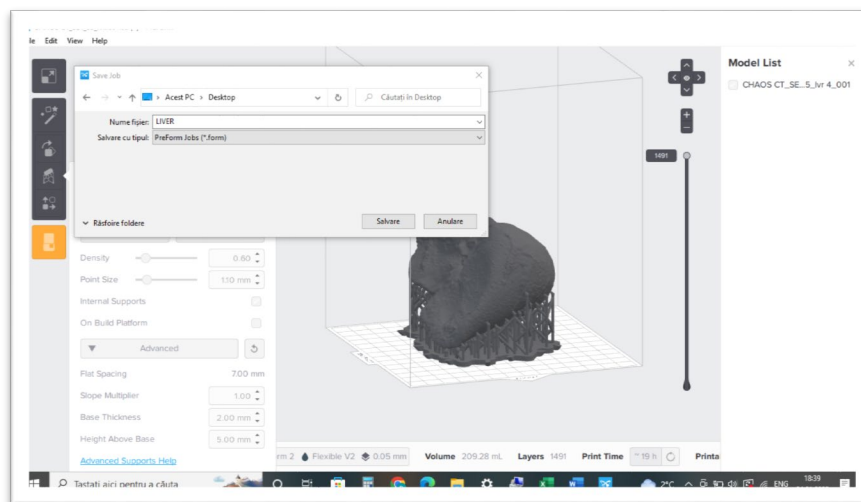 le Edit View Help
Save Job
Acest PC > Desktop
Căutați în Desktop
Nume fișier: LIVER
Salvare cu tipul: PreForm Jobs (*.form)
Răsfoire foldere
Salvare Anulare
Density 0.60
Point Size 1.10 mm
Internal Supports
On Build Platform
Advanced
Flat Spacing 7.00 mm
Slope Multiplier 1.00
Base Thickness 2.00 mm
Height Above Base 5.00 mm
Advanced Supports Help
1491
Model List
CHAOS CT_SE...5_lvr 4_001
rm 2 Flexible V2 0.05 mm Volume 209.28 mL Layers 1491 Print Time ~19 h Printa
Tastați aici pentru a căuta
2°C ENG 18:39